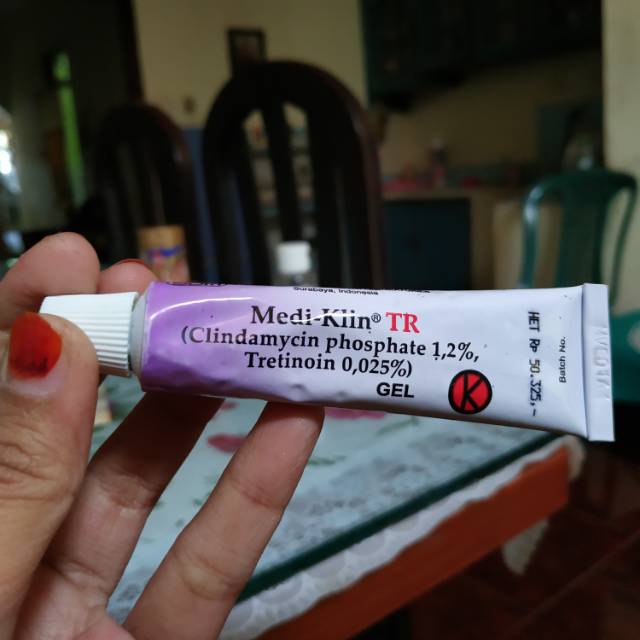 Surabaya, Indonesia
Medi-Klin® TR
(Clindamycin phosphate 1,2%,
Tretinoin 0,025%)
GEL
K
HET Rp 50.325,-
Batch No.